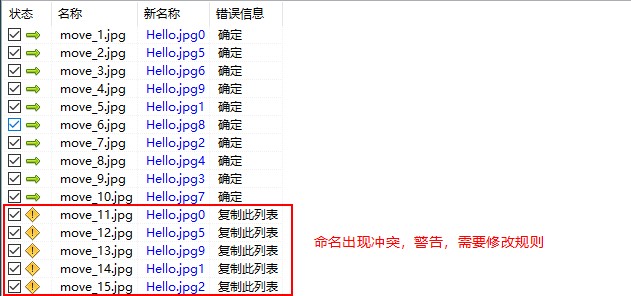 状态 名称 新名称 错误信息
move_1.jpg Hello.jpg0 确定
move_2.jpg Hello.jpg5 确定
move_3.jpg Hello.jpg6 确定
move_4.jpg Hello.jpg9 确定
move_5.jpg Hello.jpg1 确定
move_6.jpg Hello.jpg8 确定
move_7.jpg Hello.jpg2 确定
move_8.jpg Hello.jpg4 确定
move_9.jpg Hello.jpg3 确定
move_10.jpg Hello.jpg7 确定
move_11.jpg Hello.jpg0 复制此列表
move_12.jpg Hello.jpg5 复制此列表
move_13.jpg Hello.jpg9 复制此列表
move_14.jpg Hello.jpg1 复制此列表
move_15.jpg Hello.jpg2 复制此列表
命名出现冲突，警告，需要修改规则